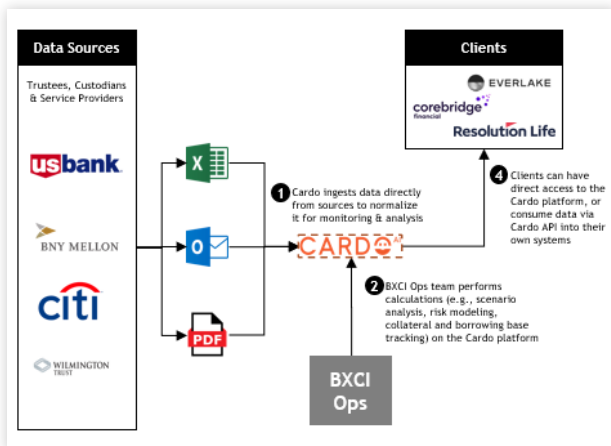 Data Sources
Trustees, Custodians
& Service Providers
usbank
BNY MELLON
citi
WILMINGTON
TRUST
X
O
PDF
1 Cardo ingests data directly
from sources to normalize
it for monitoring & analysis
CARDO AI
2 BXCI Ops team performs
calculations (e.g., scenario
analysis, risk modeling,
collateral and borrowing base
tracking) on the Cardo platform
BXCI
Ops
Clients
EVERLAKE
corebridge
financial
Resolution Life
4 Clients can have
direct access to the
Cardo platform, or
consume data via
Cardo API into their
own systems